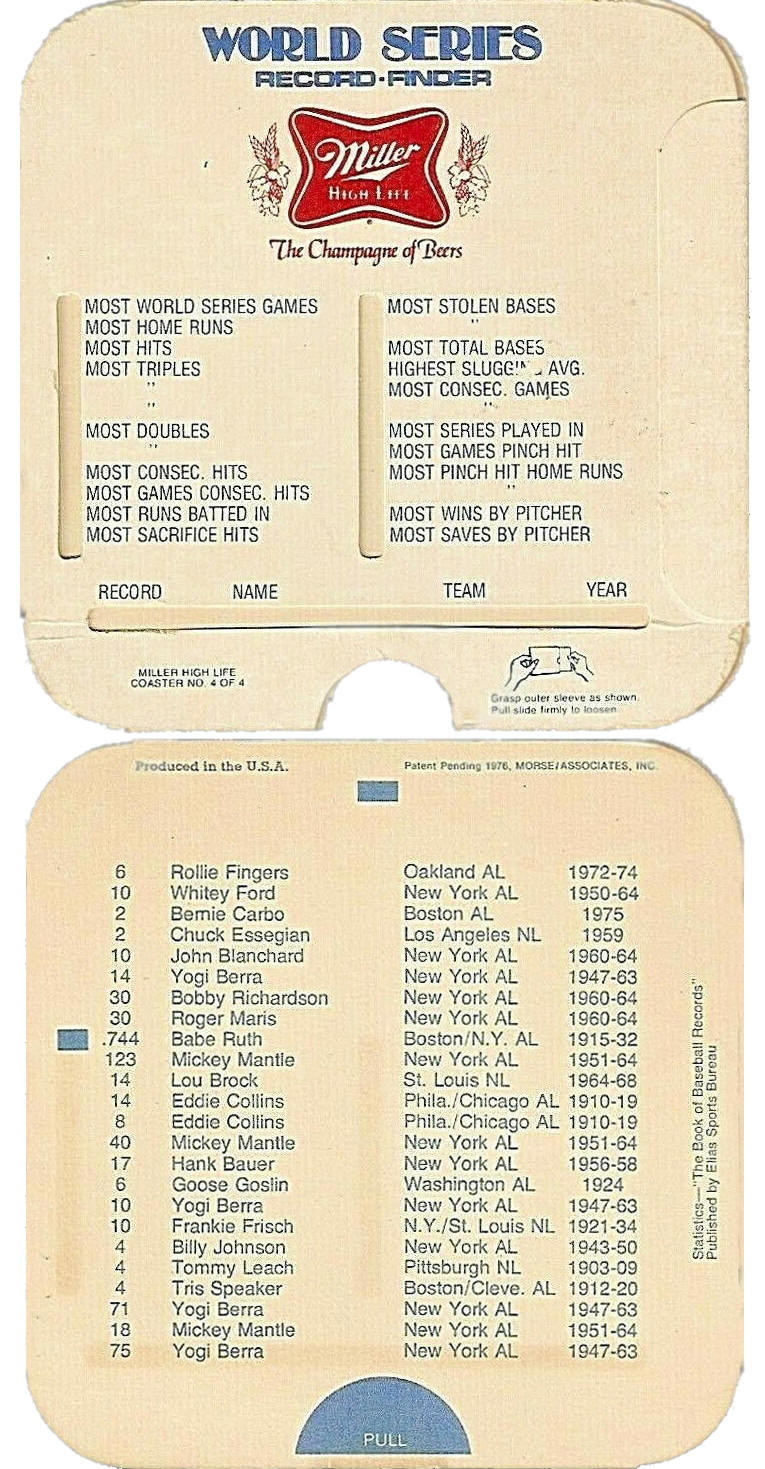 WORLD SERIES
RECORD-FINDER
Miller
HIGH LIFE
The Champagne of Beers
MOST WORLD SERIES GAMES
MOST HOME RUNS
MOST HITS
MOST TRIPLES
"
"
MOST DOUBLES
"
MOST CONSEC. HITS
MOST GAMES CONSEC. HITS
MOST RUNS BATTED IN
MOST SACRIFICE HITS
MOST STOLEN BASES
"
MOST TOTAL BASES
HIGHEST AVG.
MOST CONSEC. GAMES
"
MOST SERIES PLAYED IN
MOST GAMES PINCH HIT
MOST PINCH HIT HOME RUNS
"
MOST WINS BY PITCHER
MOST SAVES BY PITCHER
RECORD NAME TEAM YEAR
MILLER HIGH LIFE
COASTER NO. 4 OF 4
Grasp outer sleeve as shown.
Pull slide firmly to loosen.
Produced in the U.S.A.
Patent Pending 1976, MORSE/ASSOCIATES, INC.
6 Rollie Fingers Oakland AL 1972-74
10 Whitey Ford New York AL 1950-64
2 Bernie Carbo Boston AL 1975
2 Chuck Essegian Los Angeles NL 1959
10 John Blanchard New York AL 1960-64
14 Yogi Berra New York AL 1947-63
30 Bobby Richardson New York AL 1960-64
30 Roger Maris New York AL 1960-64
.744 Babe Ruth Boston/N.Y. AL 1915-32
123 Mickey Mantle New York AL 1951-64
14 Lou Brock St. Louis NL 1964-68
14 Eddie Collins Phila./Chicago AL 1910-19
8 Eddie Collins Phila./Chicago AL 1910-19
40 Mickey Mantle New York AL 1951-64
17 Hank Bauer New York AL 1956-58
6 Goose Goslin Washington AL 1924
10 Yogi Berra New York AL 1947-63
10 Frankie Frisch N.Y./St. Louis NL 1921-34
4 Billy Johnson New York AL 1943-50
4 Tommy Leach Pittsburgh NL 1903-09
4 Tris Speaker Boston/Cleve. AL 1912-20
71 Yogi Berra New York AL 1947-63
18 Mickey Mantle New York AL 1951-64
75 Yogi Berra New York AL 1947-63
Statistics—"The Book of Baseball Records"
Published by Elias Sports Bureau
PULL